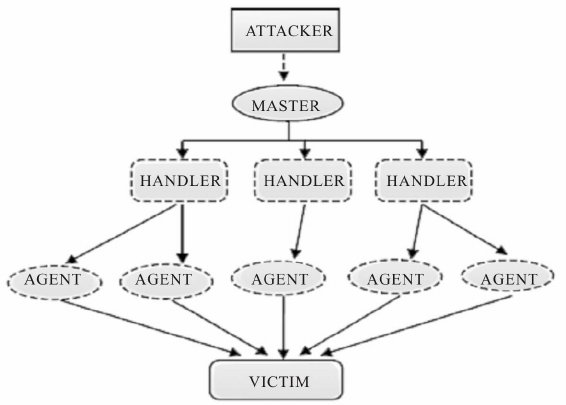 ATTACKER
MASTER
HANDLER HANDLER HANDLER
AGENT AGENT AGENT AGENT AGENT
VICTIM